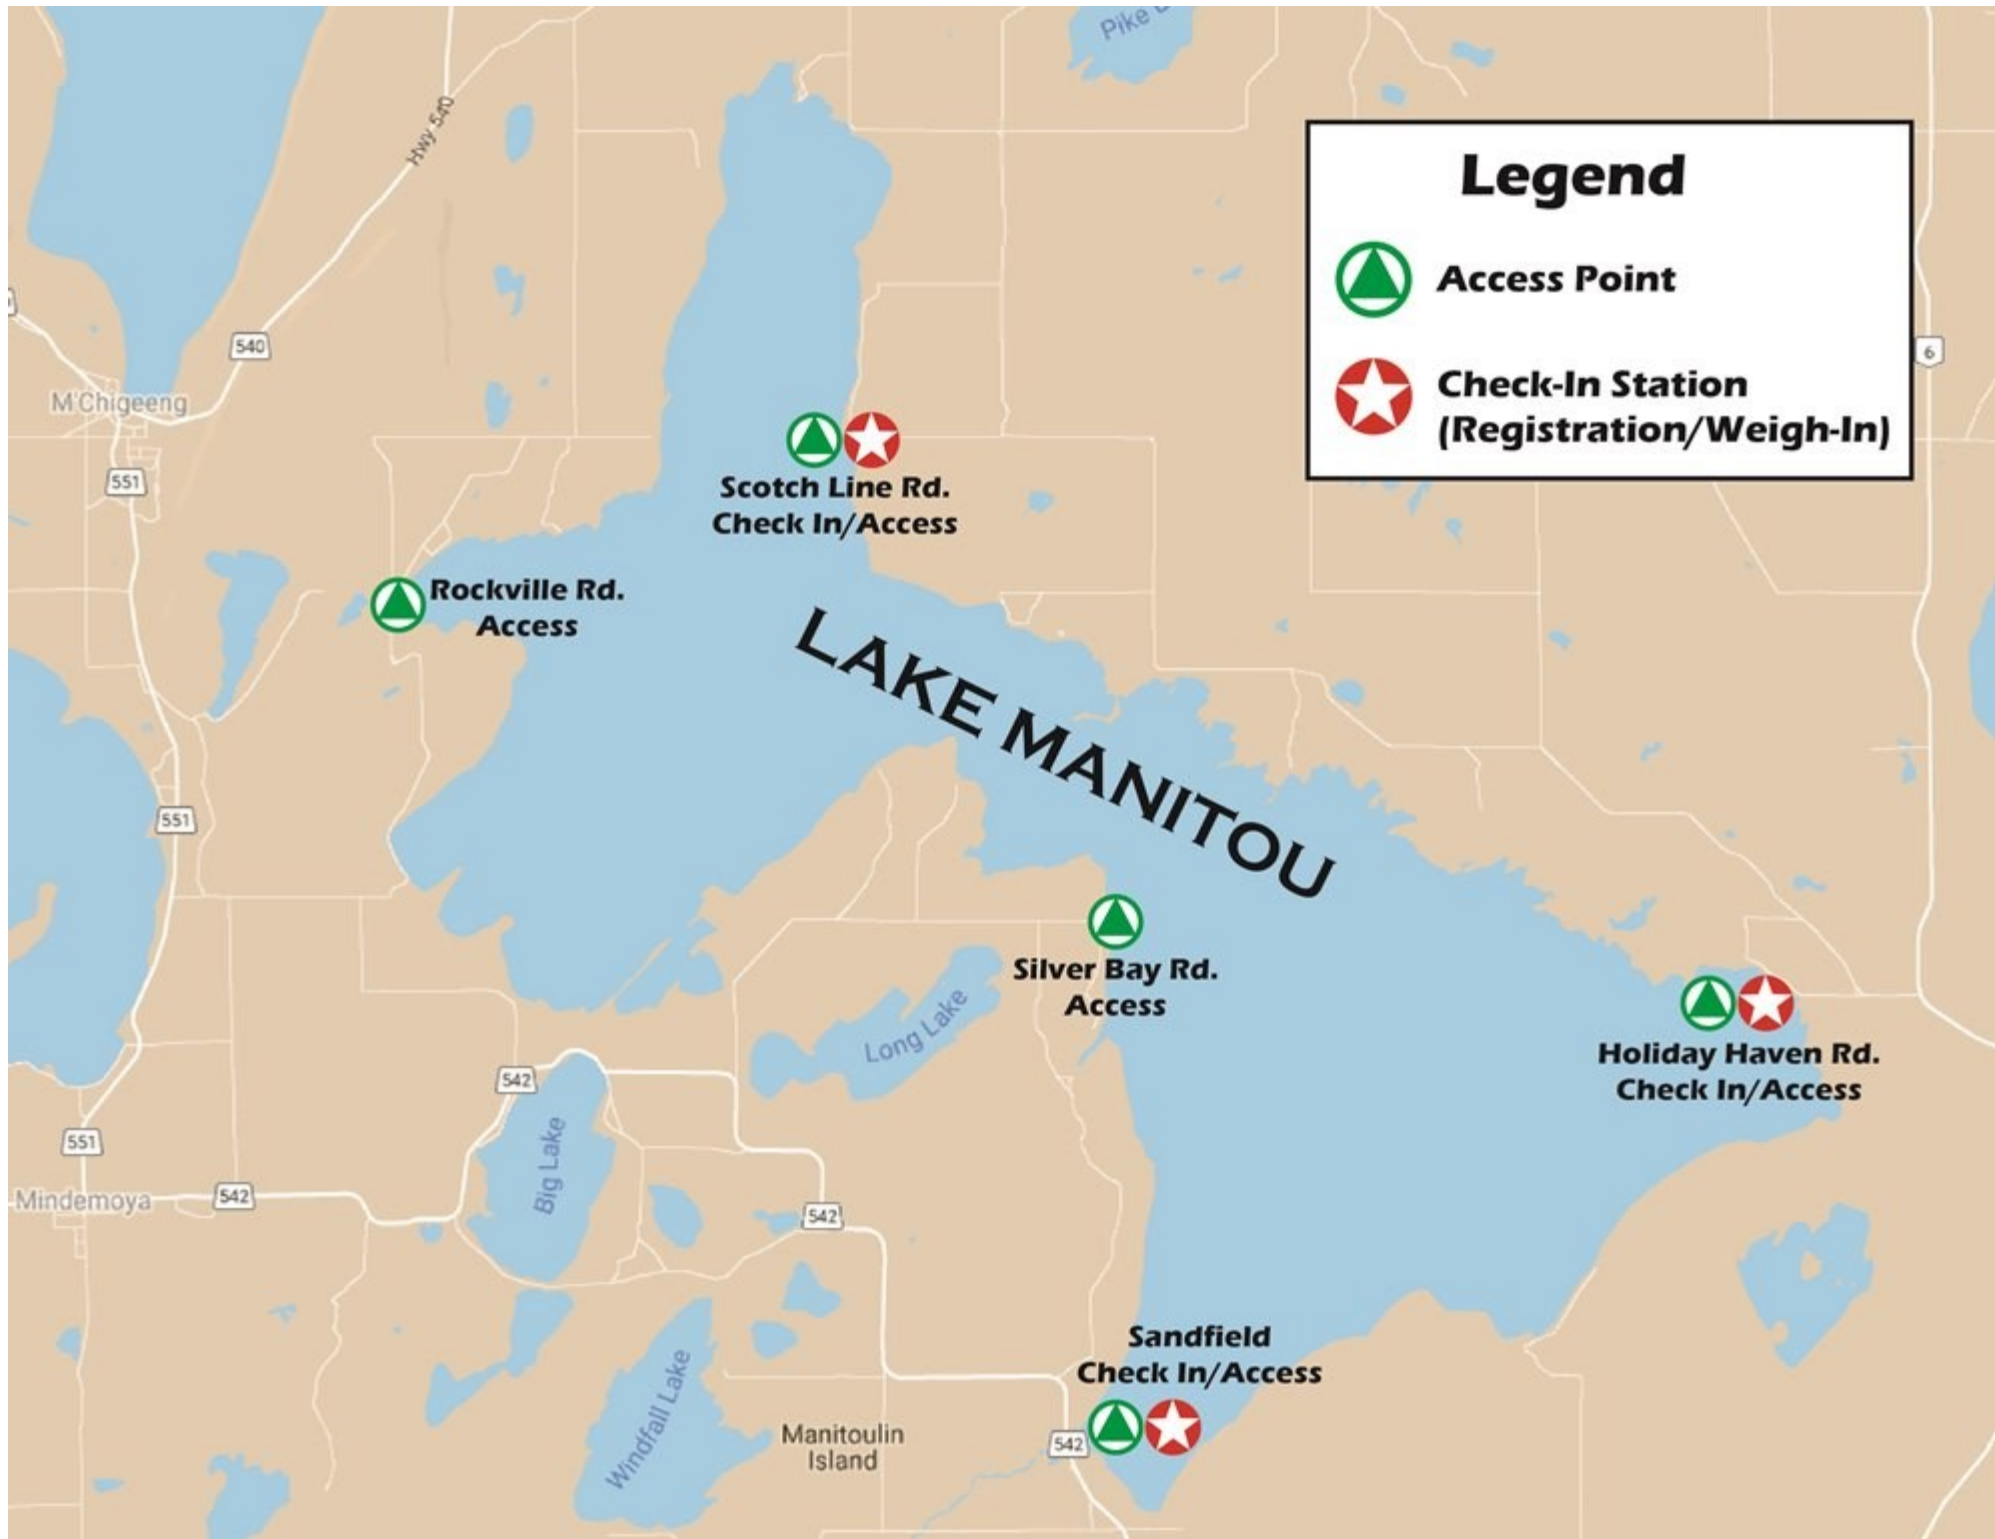 Pike
Hwy 540
Legend
Access Point
Check-In Station
(Registration/Weigh-In)
540
6
M'Chigeeng
551
Scotch Line Rd.
Check In/Access
Rockville Rd.
Access
LAKE MANITOU
551
Silver Bay Rd.
Access
Long Lake
Holiday Haven Rd.
Check In/Access
542
551
Big Lake
Mindemoya
542
542
Sandfield
Check In/Access
Windfall Lake
Manitoulin
Island
542